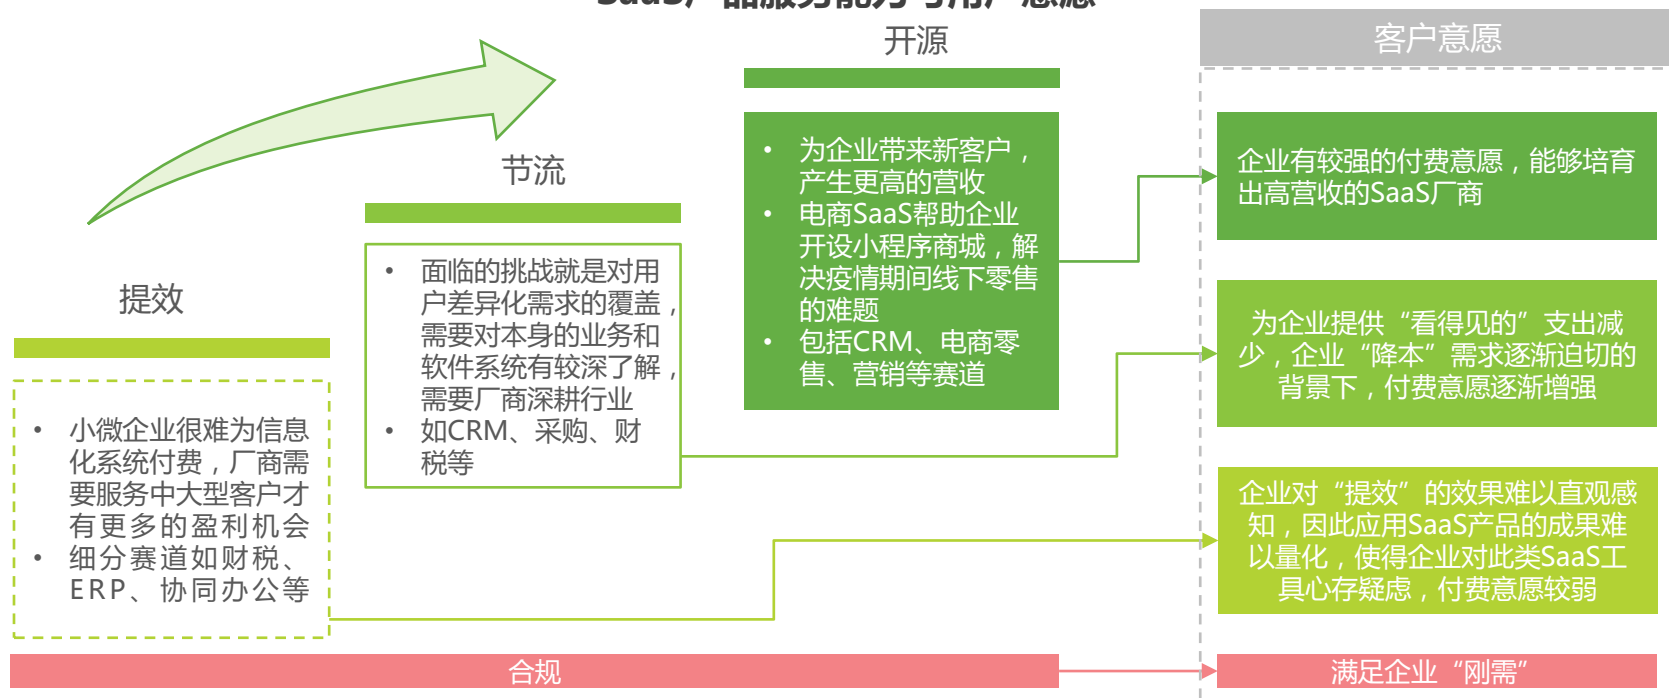 SaaS产品服务能力与用户意愿
开源
客户意愿
• 为企业带来新客户，
产生更高的营收
• 电商SaaS帮助企业
开设小程序商城，解
决疫情期间线下零售
的难题
• 包括CRM、电商零
售、营销等赛道
企业有较强的付费意愿，能够培育
出高营收的SaaS厂商
节流
• 面临的挑战就是对用
户差异化需求的覆盖，
需要对本身的业务和
软件系统有较深了解，
需要厂商深耕行业
• 如CRM、采购、财
税等
为企业提供“看得见的”支出减
少，企业“降本”需求逐渐迫切的
背景下，付费意愿逐渐增强
提效
• 小微企业很难为信息
化系统付费，厂商需
要服务中大型客户才
有更多的盈利机会
• 细分赛道如财税、
ERP、协同办公等
企业对“提效”的效果难以直观感
知，因此应用SaaS产品的成果难
以量化，使得企业对此类SaaS工
具心存疑虑，付费意愿较弱
合规
满足企业“刚需”